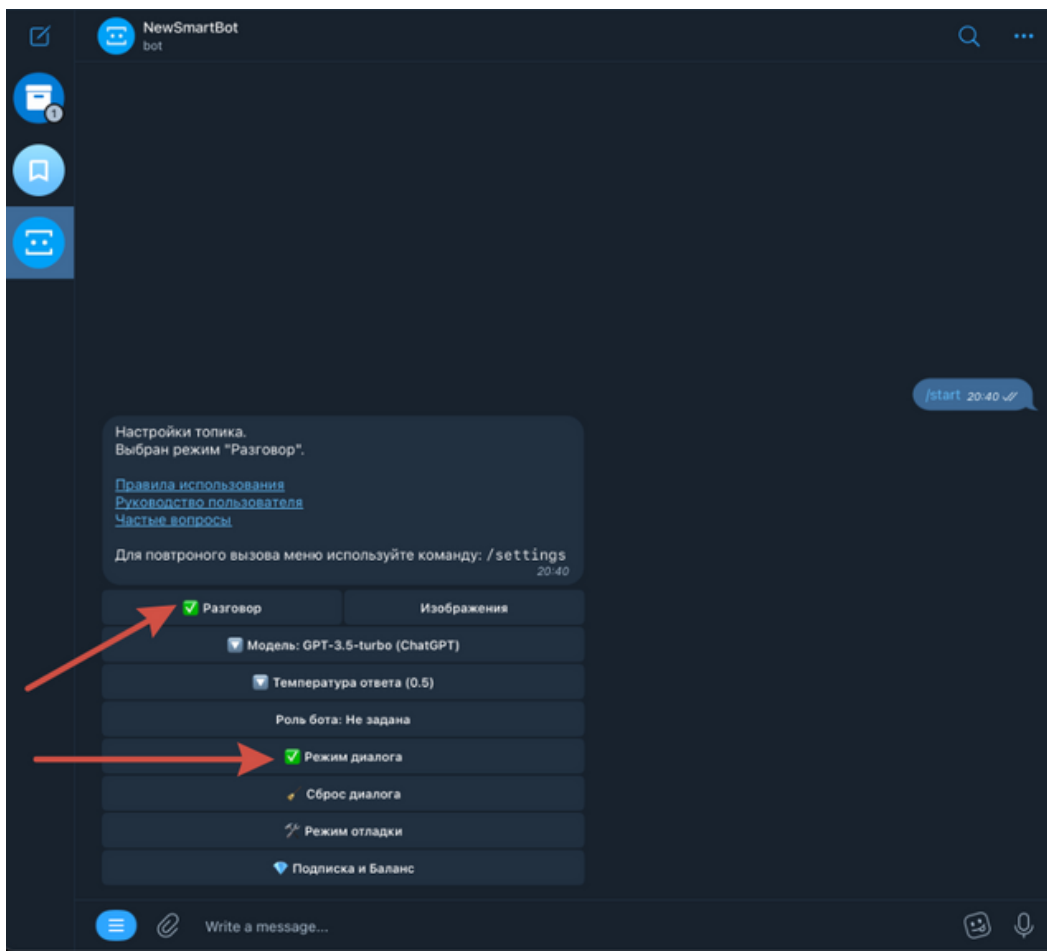 NewSmartBot
bot
1
/start 20:40
Настройки топика.
Выбран режим "Разговор".
Правила использования
Руководство пользователя
Частые вопросы
Для повтроного вызова меню используйте команду: /settings
20:40
✅ Разговор
Изображения
🔽 Модель: GPT-3.5-turbo (ChatGPT)
🔽 Температура ответа (0.5)
Роль бота: Не задана
✅ Режим диалога
🧹 Сброс диалога
🛠 Режим отладки
💎 Подписка и Баланс
Write a message...